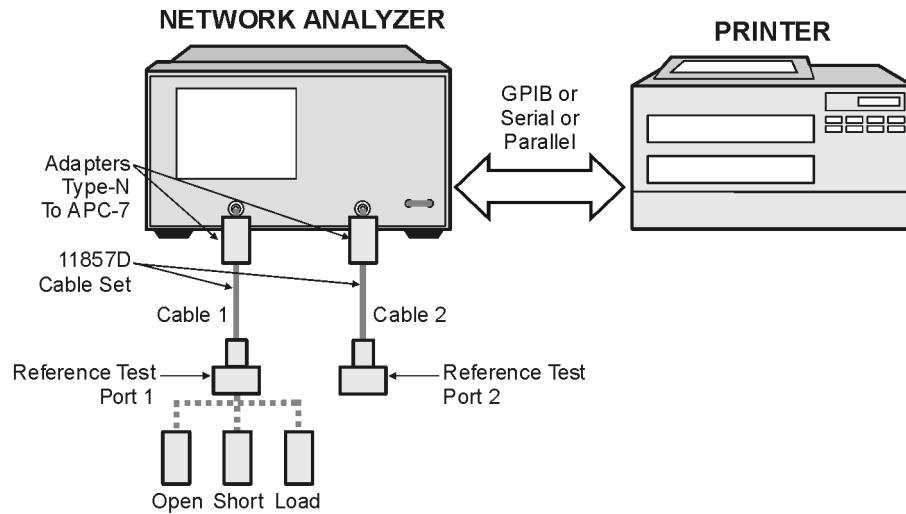 NETWORK ANALYZER
PRINTER
GPIB or
Serial or
Parallel
Adapters
Type-N
To APC-7
11857D
Cable Set
Cable 1
Cable 2
Reference Test
Port 1
Reference Test
Port 2
Open
Short
Load